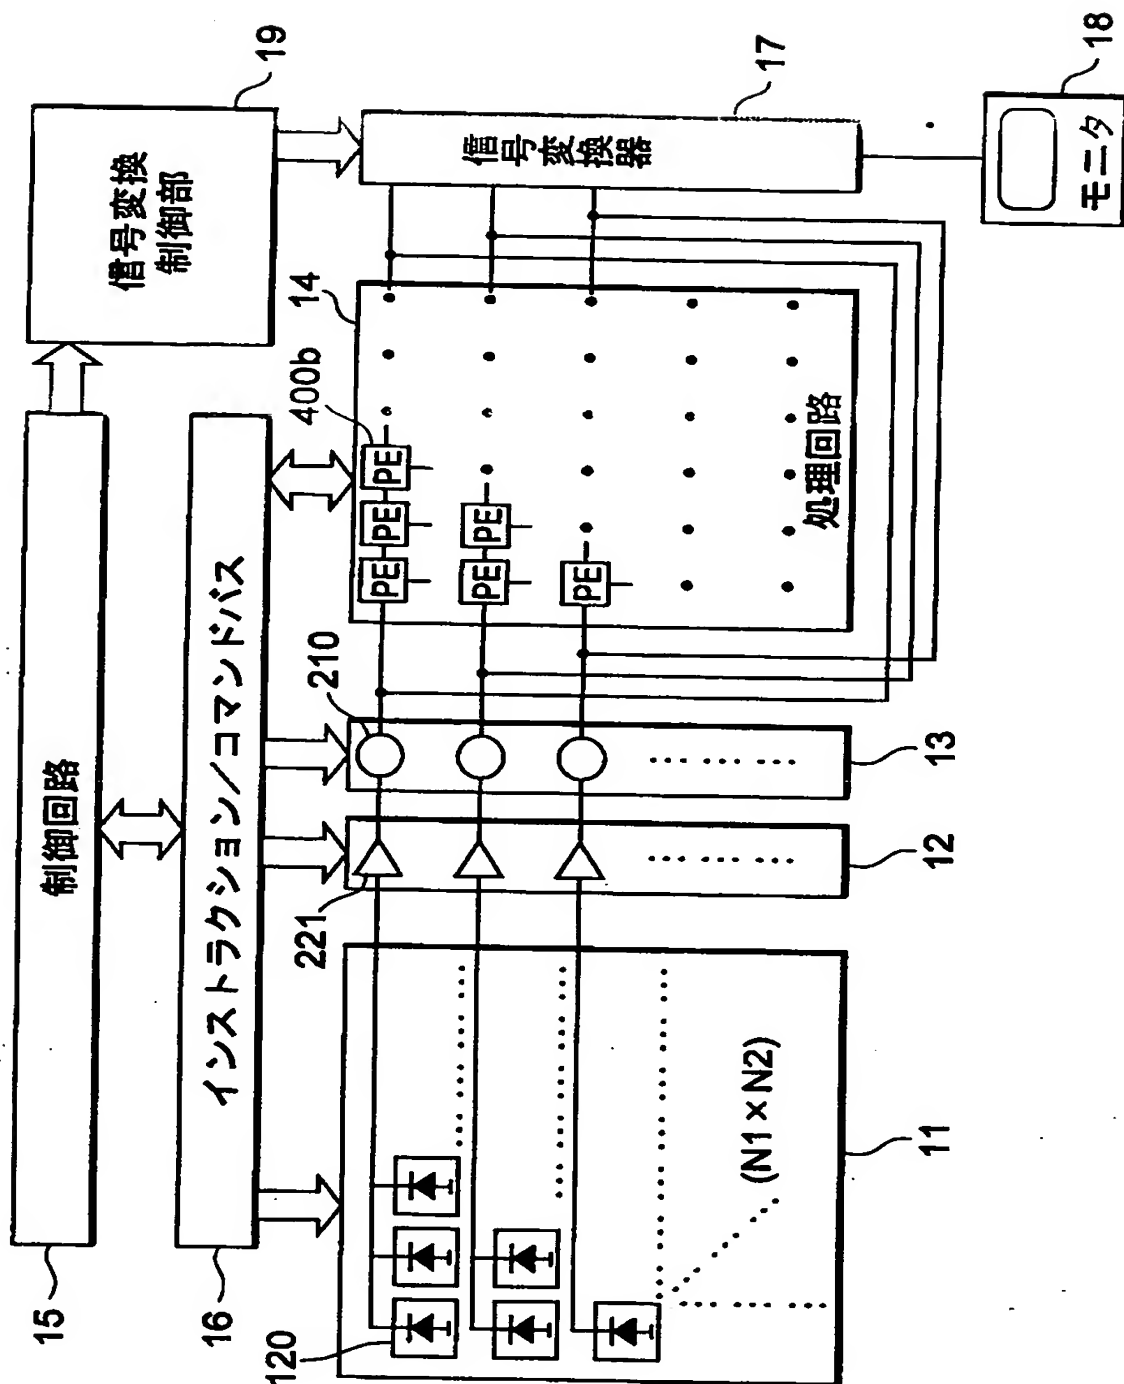 15
制御回路
信号変換
制御部
19
16
インストラクション/コマンドバス
120
221
210
400b
14
PE PE PE
PE PE
PE
処理回路
信号変換器
17
(N1×N2)
11
12
13
モニタ
18